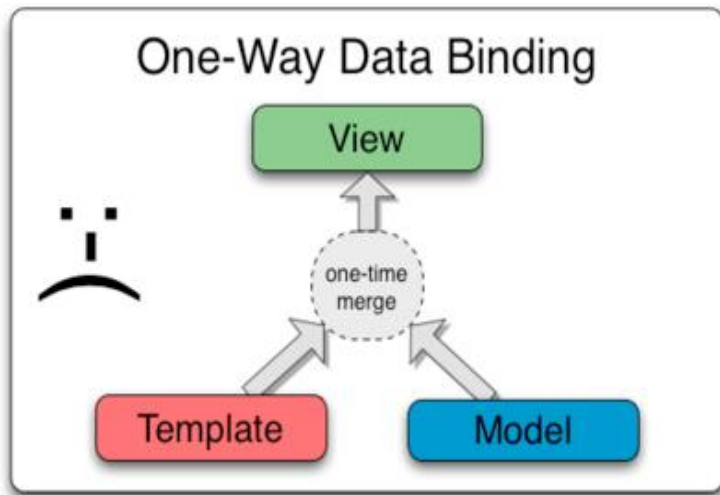 One-Way Data Binding
View
one-time
merge
Template
Model